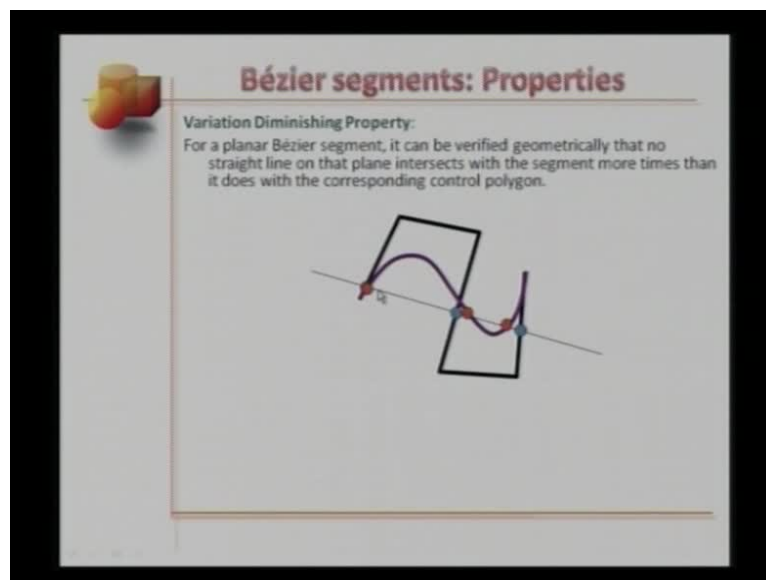 Bézier segments: Properties
Variation Diminishing Property:
For a planar Bézier segment, it can be verified geometrically that no
straight line on that plane intersects with the segment more times than
it does with the corresponding control polygon.